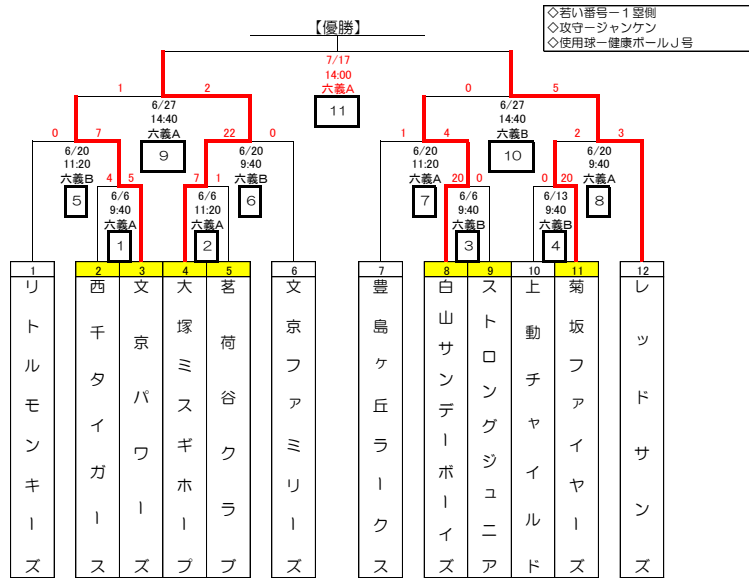 【優勝】
◇若い番号－１塁側
◇攻守－ジャンケン
◇使用球－健康ボールＪ号
7/17
14:00
六義A
11
1 2
6/27
14:40
六義A
9
0 5
6/27
14:40
六義B
10
0 7
6/20
11:20
六義B
5
22 0
6/20
9:40
六義B
6
1 4
6/20
11:20
六義A
7
2 3
6/20
9:40
六義A
8
4 5
6/6
9:40
六義A
1
7 1
6/6
11:20
六義A
2
20 0
6/6
9:40
六義B
3
0 20
6/13
9:40
六義B
4
1
リトルモンキーズ
2
西千タイガース
3
文京パワーズ
4
大塚ミスギホープ
5
茗荷谷クラブ
6
文京ファミリーズ
7
豊島ヶ丘ラークス
8
白山サンデーボーイズ
9
ストロングジュニア
10
上動チャイルド
11
菊坂ファイヤーズ
12
レッドサンズ